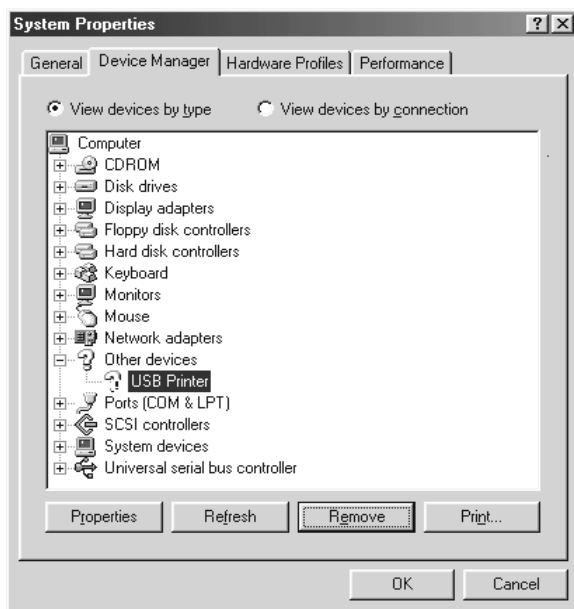 System Properties
General Device Manager Hardware Profiles Performance
View devices by type View devices by connection
Computer
CDROM
Disk drives
Display adapters
Floppy disk controllers
Hard disk controllers
Keyboard
Monitors
Mouse
Network adapters
Other devices
USB Printer
Ports (COM & LPT)
SCSI controllers
System devices
Universal serial bus controller
Properties Refresh Remove Print...
OK Cancel